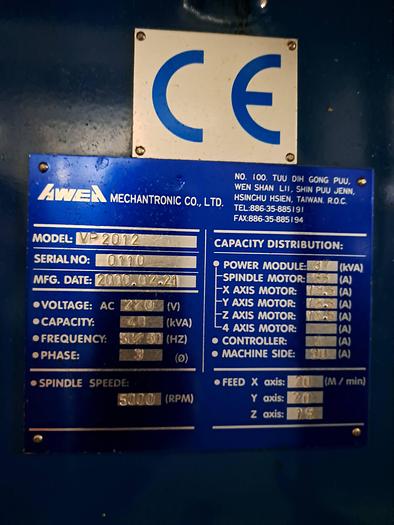 CE
AWEA MECHANTRONIC CO., LTD.
NO. 100. TUU DIH GONG PUU,
WEN SHAN LII, SHIN PUU JENN,
HSINCHU HSIEN, TAIWAN. R.O.C.
TEL:886-35-885191
FAX:886-35-885194
MODEL: VP 2012
SERIAL NO: 0110
MFG. DATE: 2000.02.21
•VOLTAGE: AC 220 (V)
•CAPACITY: 40 (kVA)
•FREQUENCY: 50/60 (HZ)
•PHASE: 3 (Ø)
•SPINDLE SPEEDE:
5000 (RPM)
CAPACITY DISTRIBUTION:
•POWER MODULE: 37 (kVA)
SPINDLE MOTOR: (A)
X AXIS MOTOR: (A)
Y AXIS MOTOR: (A)
Z AXIS MOTOR: (A)
4 AXIS MOTOR: (A)
•CONTROLLER: (A)
•MACHINE SIDE: (A)
•FEED X axis: 20 (M / min)
Y axis: 20
Z axis: 15